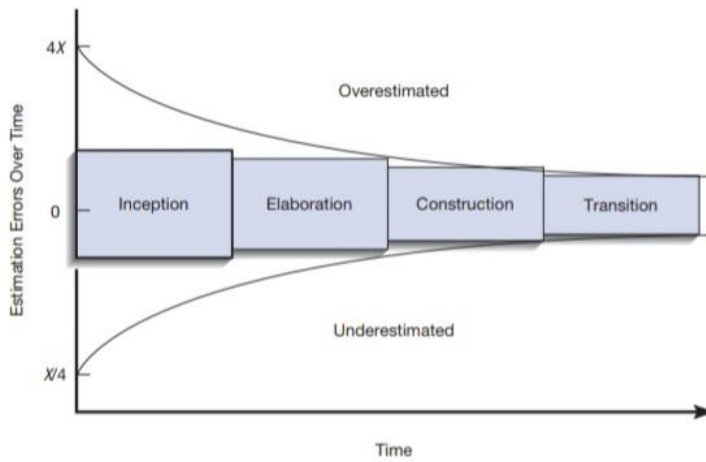 4X
Overestimated
Estimation Errors Over Time
0
Inception
Elaboration
Construction
Transition
Underestimated
X/4
Time